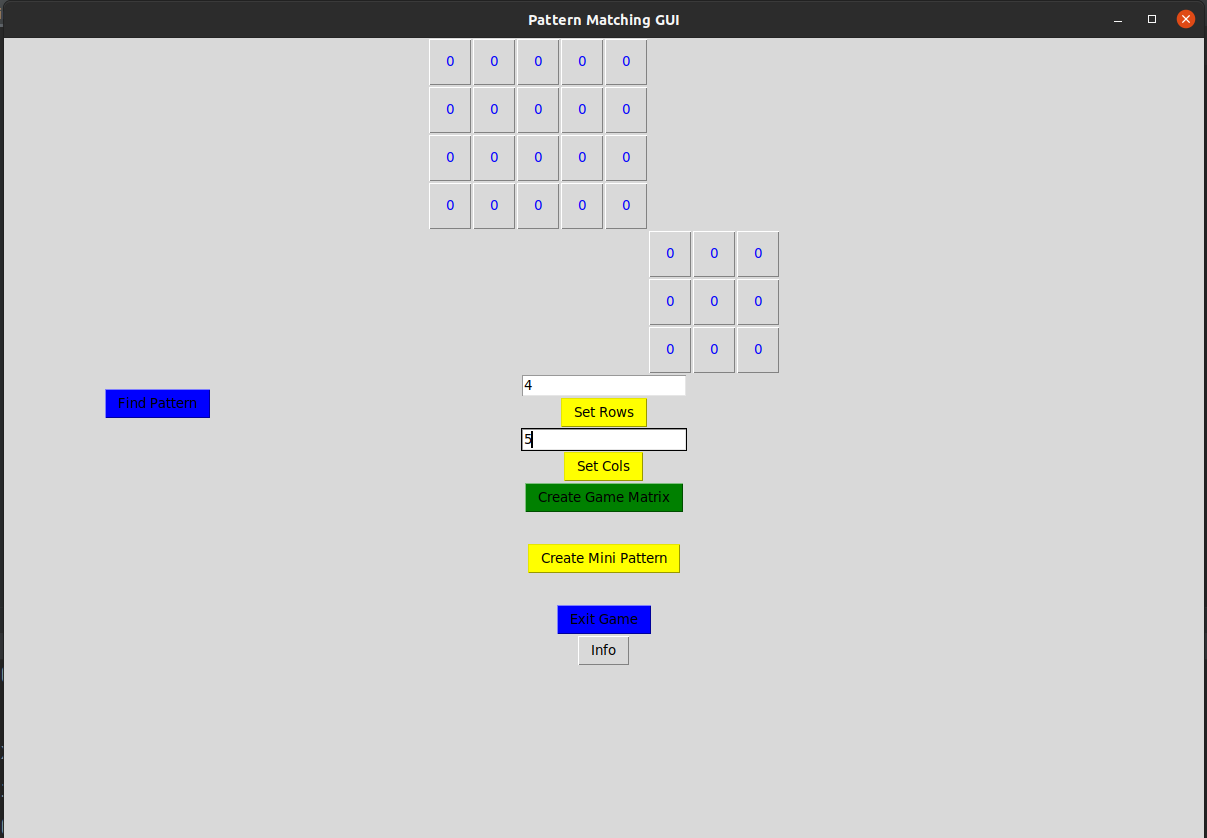 Pattern Matching GUI
0 0 0 0 0
0 0 0 0 0
0 0 0 0 0
0 0 0 0 0
0 0 0
0 0 0
0 0 0
4
Find Pattern
Set Rows
5
Set Cols
Create Game Matrix
Create Mini Pattern
Exit Game
Info